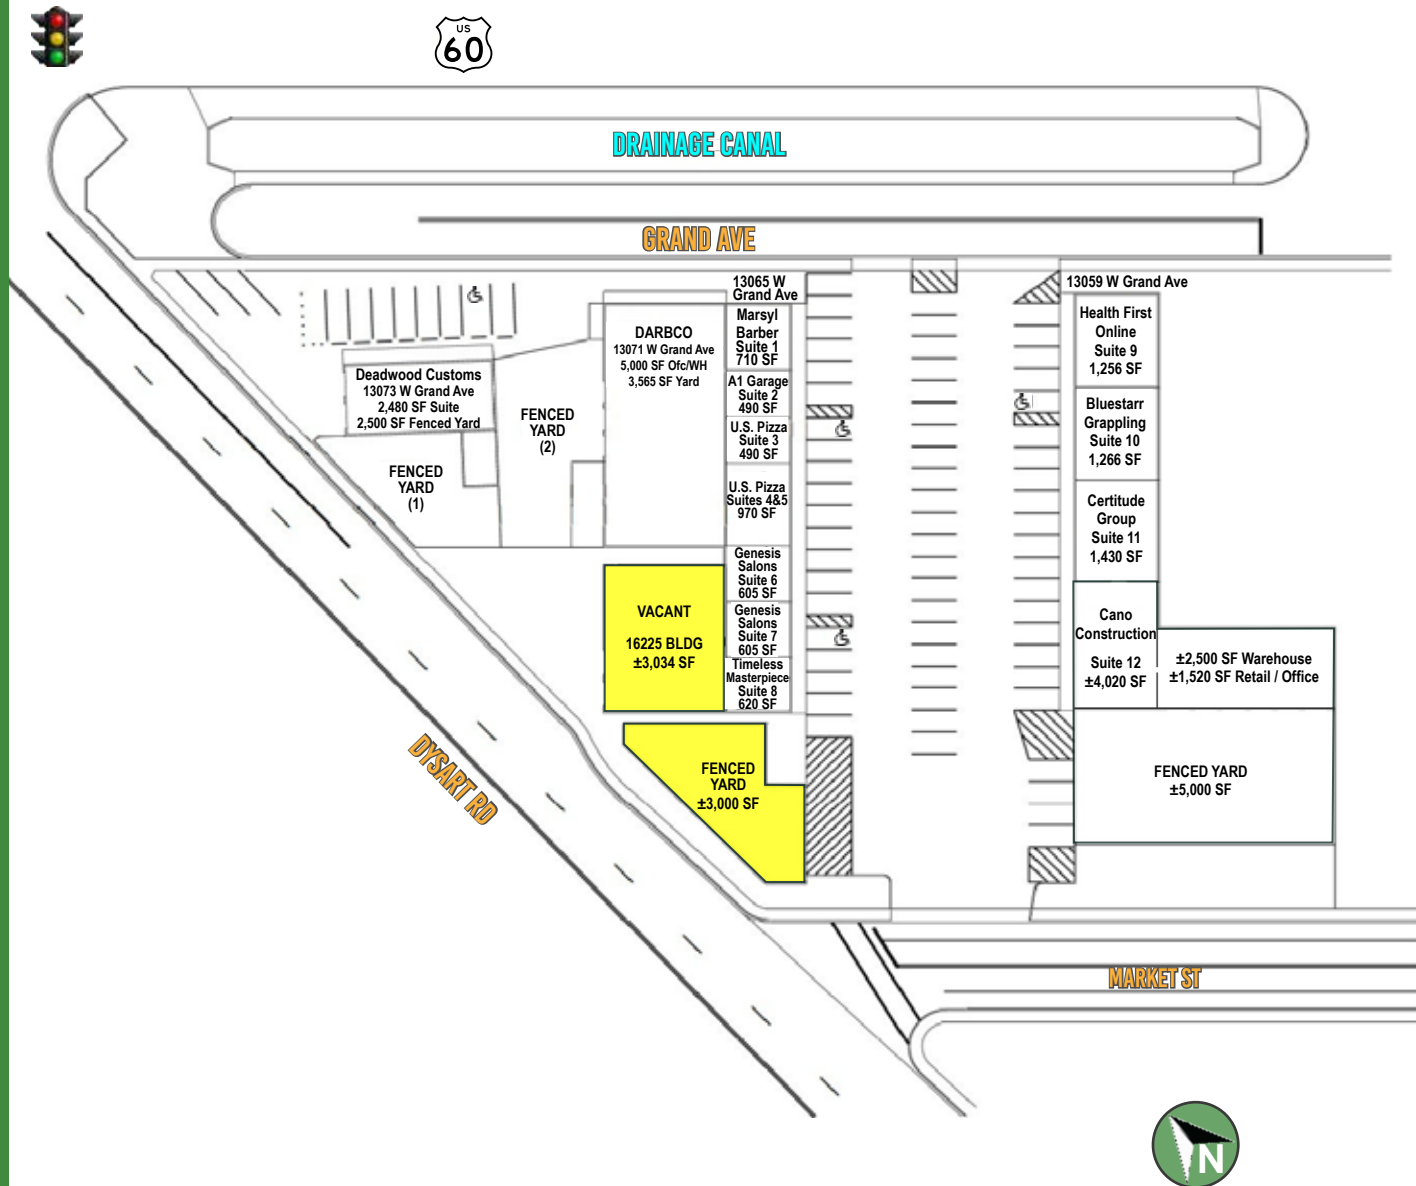 US
60
DRAINAGE CANAL
GRAND AVE
13065 W
Grand Ave
13059 W Grand Ave
Marsyl
Barber
Suite 1
710 SF
A1 Garage
Suite 2
490 SF
U.S. Pizza
Suite 3
490 SF
U.S. Pizza
Suites 4&5
970 SF
Genesis
Salons
Suite 6
605 SF
Genesis
Salons
Suite 7
605 SF
Timeless
Masterpiece
Suite 8
620 SF
DARBCO
13071 W Grand Ave
5,000 SF Ofc/WH
3,565 SF Yard
Deadwood Customs
13073 W Grand Ave
2,480 SF Suite
2,500 SF Fenced Yard
FENCED
YARD
(2)
FENCED
YARD
(1)
VACANT
16225 BLDG
±3,034 SF
FENCED
YARD
±3,000 SF
Health First
Online
Suite 9
1,256 SF
Bluestarr
Grappling
Suite 10
1,266 SF
Certitude
Group
Suite 11
1,430 SF
Cano
Construction
Suite 12
±4,020 SF
±2,500 SF Warehouse
±1,520 SF Retail / Office
FENCED YARD
±5,000 SF
DYSART RD
MARKET ST
N